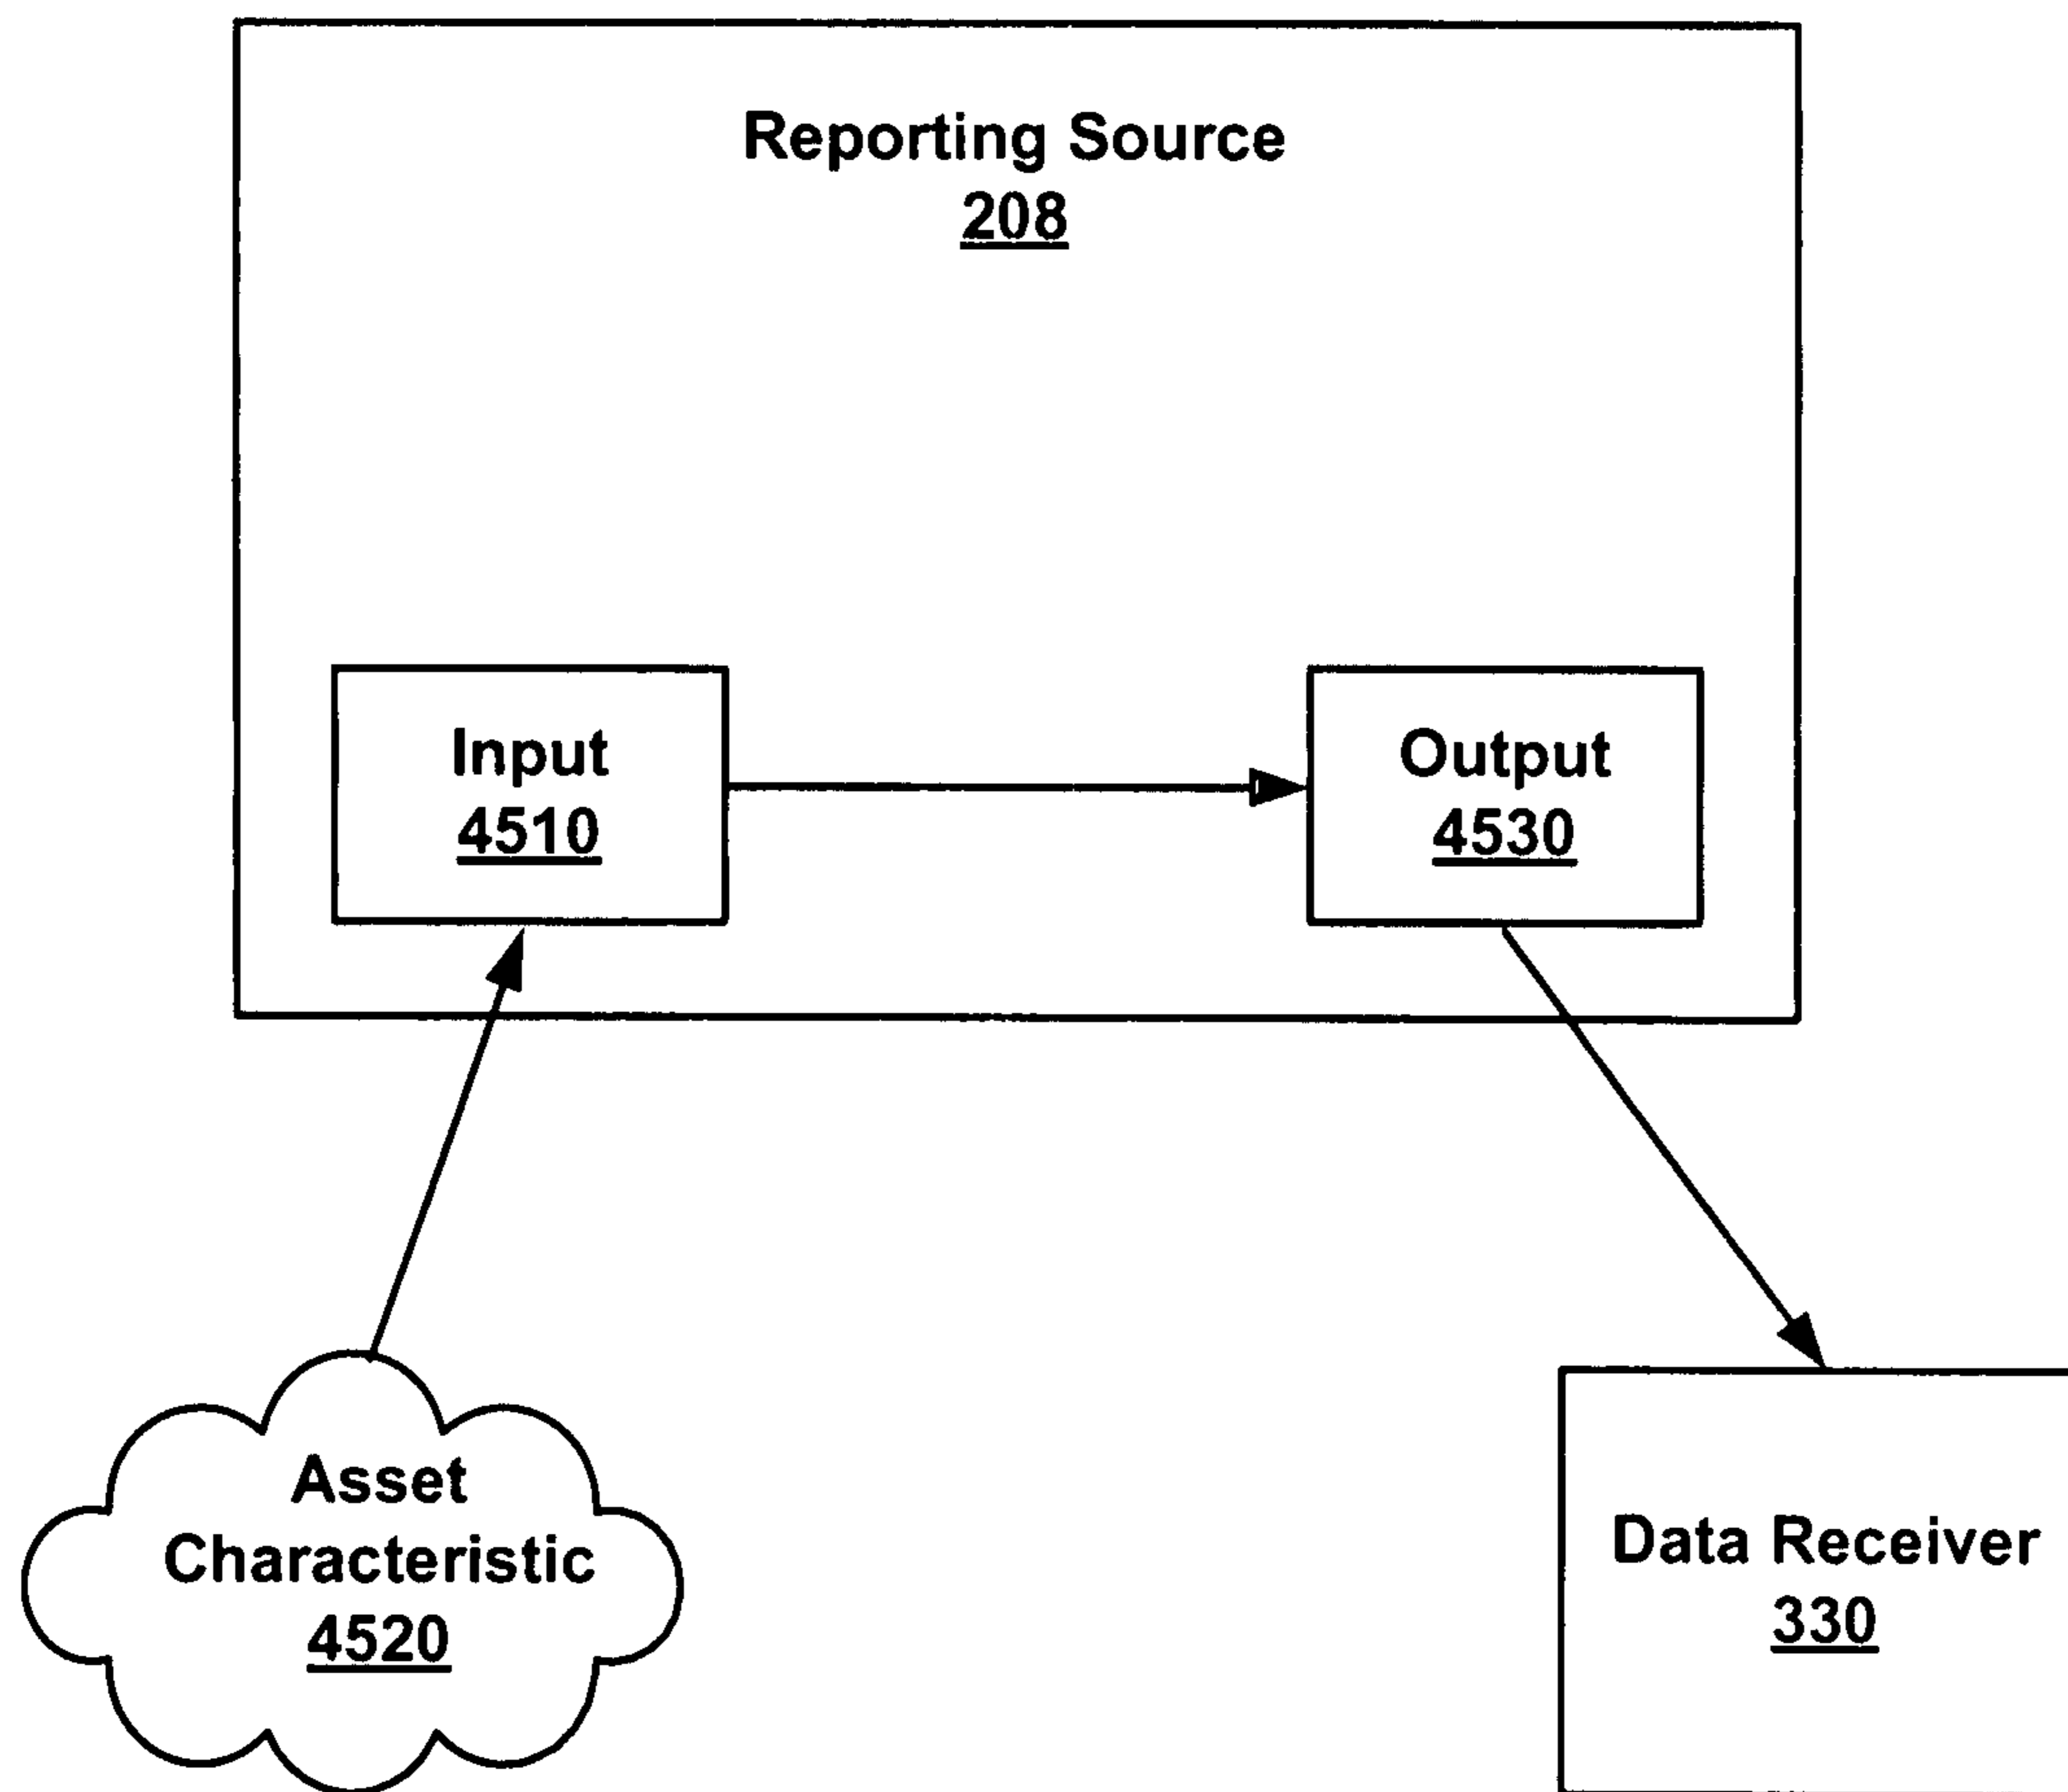 Reporting Source
208
Input
4510
Output
4530
Asset
Characteristic
4520
Data Receiver
330